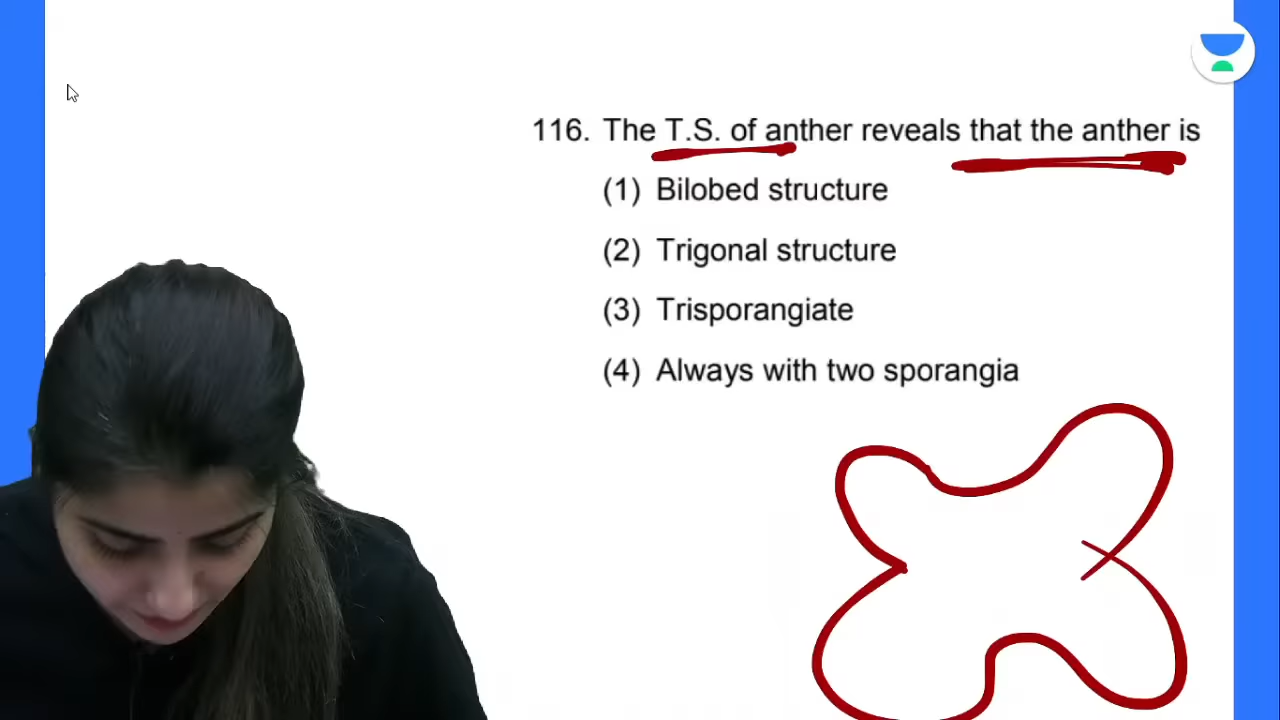 116. The T.S. of anther reveals that the anther is
(1) Bilobed structure
(2) Trigonal structure
(3) Trisporangiate
(4) Always with two sporangia